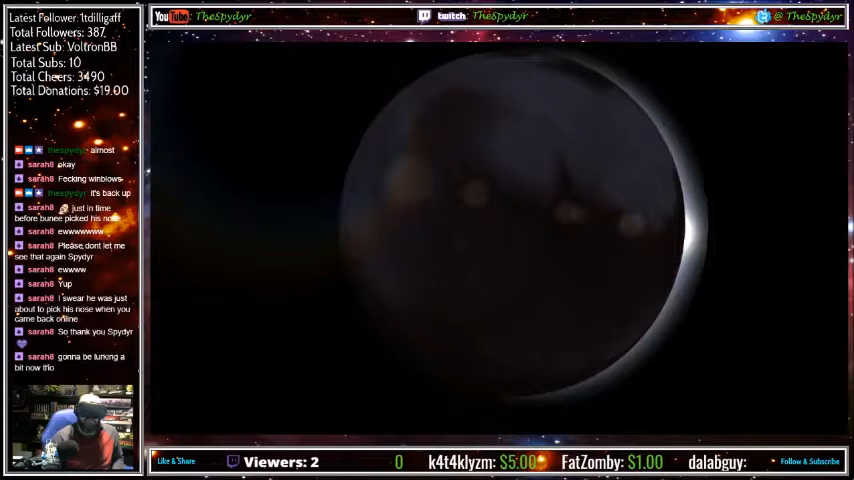 Latest Follower: ltdilligaff
Total Followers: 387
Latest Sub: VoltronBB
Total Subs: 10
Total Cheers: 3490
Total Donations: $19.00
thespydyr: almost
sarah8 okay
sarah8 Fecking winblows
thespydyr: it's back up
sarah8 just in time
before bunee picked his nose
sarah8 ewwwwwww
sarah8 Please dont let me
see that again Spydyr
sarah8 ewwww
sarah8 Yup
sarah8 I swear he was just
about to pick his nose when you
came back online
sarah8 So thank you Spydyr
sarah8 gonna be lurking a
bit now
YouTube TheSpydyr
twitch TheSpydyr
@ TheSpydyr
Like & Share
Viewers: 2
0 k4t4klyzm: $5.00 FatZomby: $1.00 dalabguy:
Follow & Subscribe